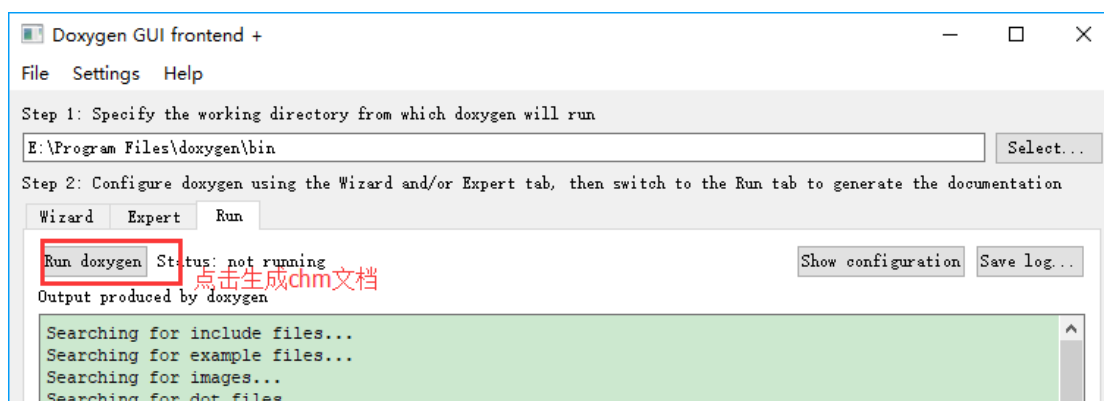 Doxygen GUI frontend +
File Settings Help
Step 1: Specify the working directory from which doxygen will run
E:\Program Files\doxygen\bin Select...
Step 2: Configure doxygen using the Wizard and/or Expert tab, then switch to the Run tab to generate the documentation
Wizard Expert Run
Run doxygen Status: not running Show configuration Save log...
点击生成chm文档
Output produced by doxygen
Searching for include files...
Searching for example files...
Searching for images...
Searching for dot files